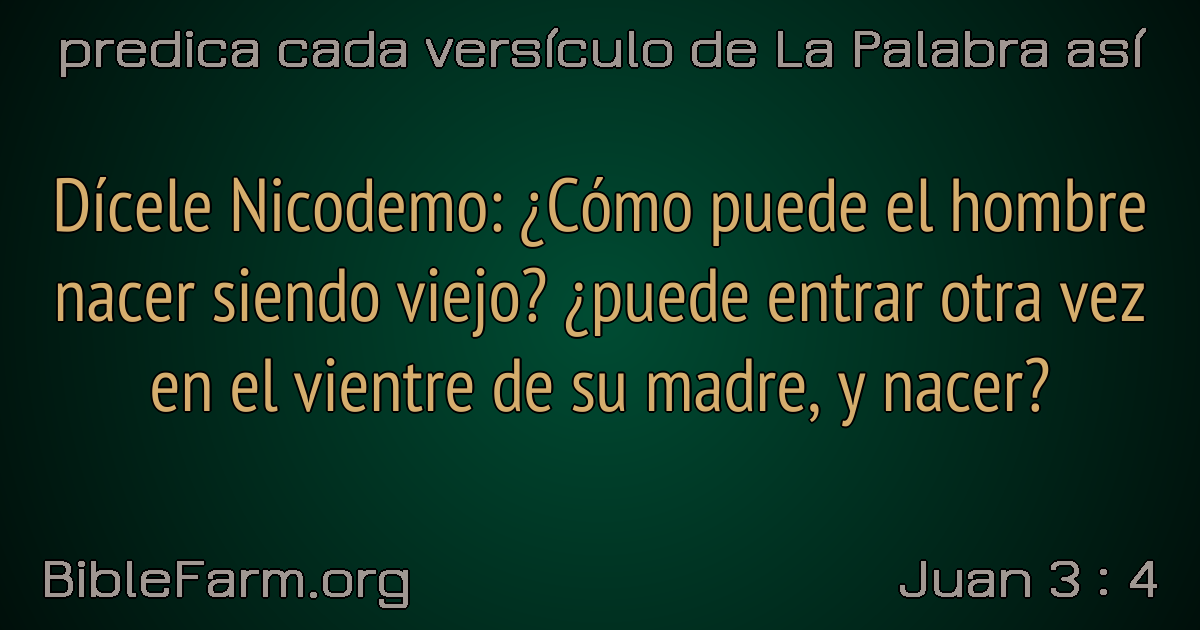 predica cada versículo de La Palabra así
Dícele Nicodemo: ¿Cómo puede el hombre
nacer siendo viejo? ¿puede entrar otra vez
en el vientre de su madre, y nacer?
BibleFarm.org
Juan 3 : 4